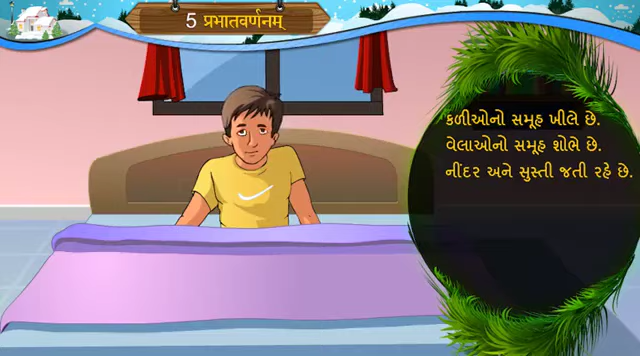 5 प्रभातवर्णनम्
કળીઓનો સમૂહ ખીલે છે.
વેલાઓનો સમૂહ શોભે છે.
નીંદર અને સુસ્તી જતી રહે છે.